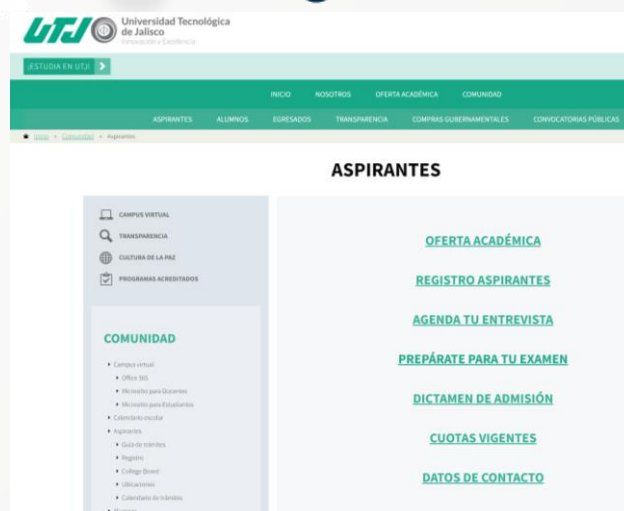 UTJ
Universidad Tecnológica
de Jalisco
Innovación y Excelencia
¡ESTUDIA EN UTJ!
INICIO NOSOTROS OFERTA ACADÉMICA COMUNIDAD
ASPIRANTES ALUMNOS EGRESADOS TRANSPARENCIA COMPRAS GUBERNAMENTALES CONVOCATORIAS PÚBLICAS
Inicio » Comunidad » Aspirantes
ASPIRANTES
CAMPUS VIRTUAL
TRANSPARENCIA
CULTURA DE LA PAZ
PROGRAMAS ACREDITADOS
COMUNIDAD
Campus virtual
Office 365
Micrositio para Docentes
Micrositio para Estudiantes
Calendario escolar
Aspirantes
Guía de trámites
Registro
College Board
Ubicaciones
Calendario de trámites
OFERTA ACADÉMICA
REGISTRO ASPIRANTES
AGENDA TU ENTREVISTA
PREPÁRATE PARA TU EXAMEN
DICTAMEN DE ADMISIÓN
CUOTAS VIGENTES
DATOS DE CONTACTO